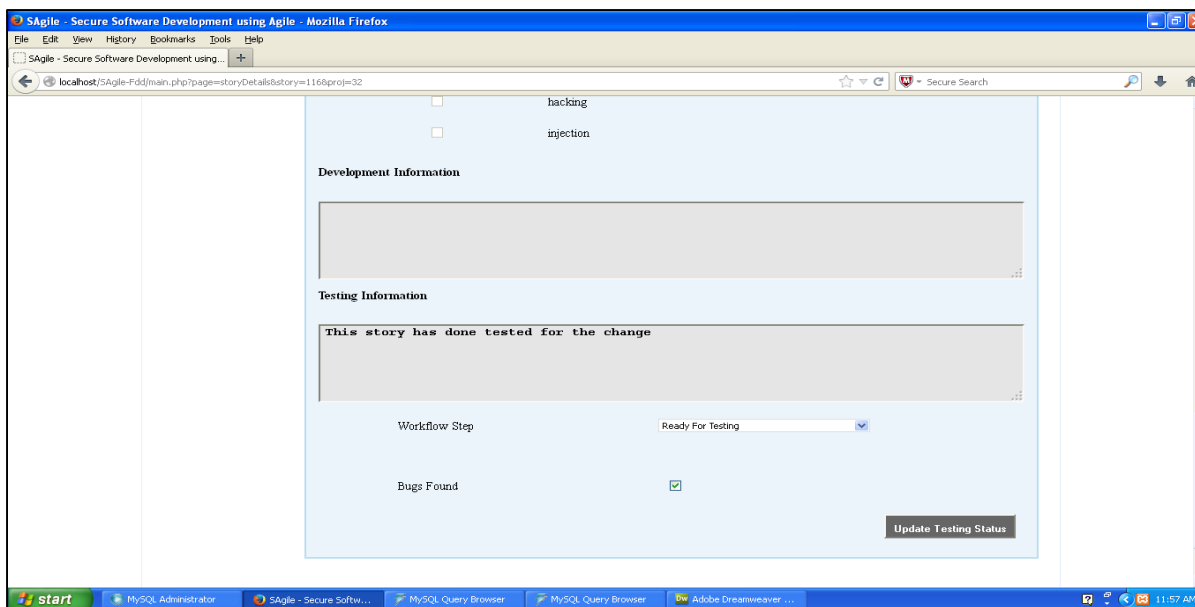 SAgile - Secure Software Development using Agile - Mozilla Firefox
File Edit View History Bookmarks Tools Help
SAgile - Secure Software Development using... +
localhost/SAgile-Fdd/main.php?page=storyDetails&story=116&proj=32 Secure Search
hacking
injection
Development Information
Testing Information
This story has done tested for the change
Workflow Step Ready For Testing
Bugs Found
Update Testing Status
start MySQL Administrator SAgile - Secure Softw... MySQL Query Browser MySQL Query Browser Dw Adobe Dreamweaver ... 11:57 AM